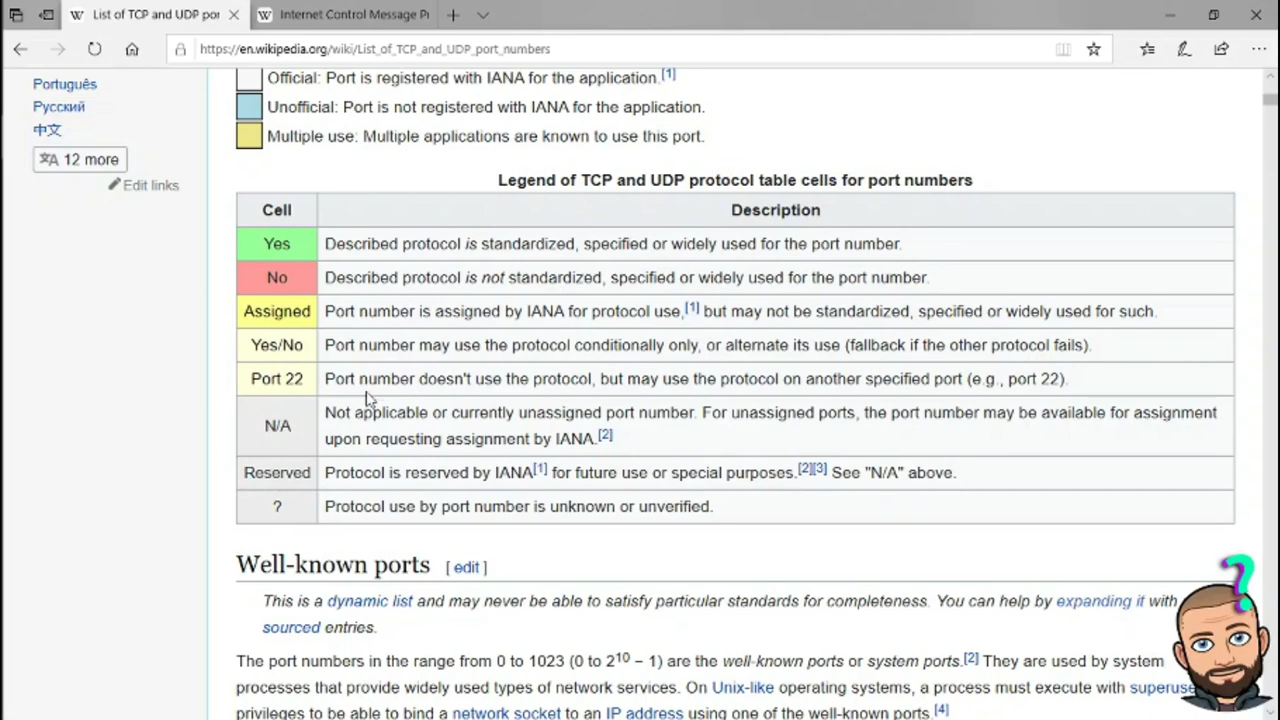 List of TCP and UDP por
Internet Control Message Pr
https://en.wikipedia.org/wiki/List_of_TCP_and_UDP_port_numbers
Português
Русский
中文
12 more
Edit links
Official: Port is registered with IANA for the application.[1]
Unofficial: Port is not registered with IANA for the application.
Multiple use: Multiple applications are known to use this port.
Legend of TCP and UDP protocol table cells for port numbers
Cell Description
Yes Described protocol is standardized, specified or widely used for the port number.
No Described protocol is not standardized, specified or widely used for the port number.
Assigned Port number is assigned by IANA for protocol use,[1] but may not be standardized, specified or widely used for such.
Yes/No Port number may use the protocol conditionally only, or alternate its use (fallback if the other protocol fails).
Port 22 Port number doesn't use the protocol, but may use the protocol on another specified port (e.g., port 22).
N/A Not applicable or currently unassigned port number. For unassigned ports, the port number may be available for assignment
upon requesting assignment by IANA.[2]
Reserved Protocol is reserved by IANA[1] for future use or special purposes.[2][3] See "N/A" above.
? Protocol use by port number is unknown or unverified.
Well-known ports [ edit ]
This is a dynamic list and may never be able to satisfy particular standards for completeness. You can help by expanding it with
sourced entries.
The port numbers in the range from 0 to 1023 (0 to 2¹⁰ − 1) are the well-known ports or system ports.[2] They are used by system
processes that provide widely used types of network services. On Unix-like operating systems, a process must execute with superuse
privileges to be able to bind a network socket to an IP address using one of the well-known ports.[4]
?